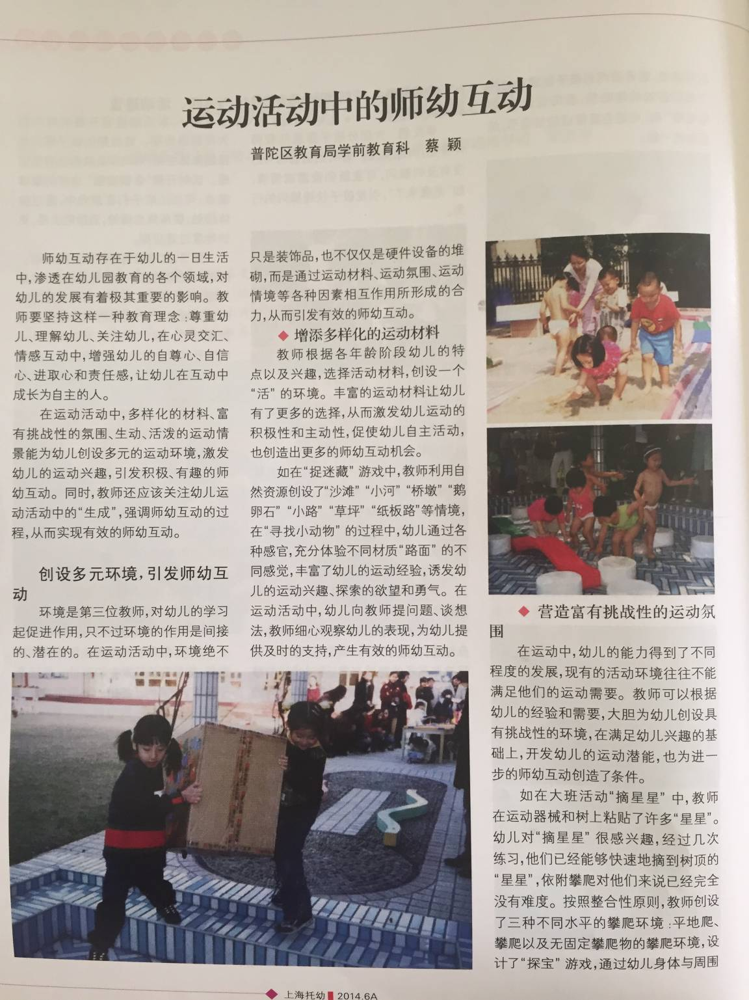 运动活动中的师幼互动
普陀区教育局学前教育科 蔡 颖
师幼互动存在于幼儿的一日生活
中,渗透在幼儿园教育的各个领域,对
幼儿的发展有着极其重要的影响。教
师要坚持这样一种教育理念:尊重幼
儿、理解幼儿、关注幼儿,在心灵交汇、
情感互动中,增强幼儿的自尊心、自信
心、进取心和责任感,让幼儿在互动中
成长为自主的人。
在运动活动中,多样化的材料、富
有挑战性的氛围、生动、活泼的运动情
景能为幼儿创设多元的运动环境,激发
幼儿的运动兴趣,引发积极、有趣的师
幼互动。同时,教师还应该关注幼儿运
动活动中的“生成”,强调师幼互动的过
程,从而实现有效的师幼互动。
创设多元环境,引发师幼互
动
环境是第三位教师,对幼儿的学习
起促进作用,只不过环境的作用是间接
的、潜在的。在运动活动中,环境绝不
只是装饰品,也不仅仅是硬件设备的堆
砌,而是通过运动材料、运动氛围、运动
情境等各种因素相互作用所形成的合
力,从而引发有效的师幼互动。
◆ 增添多样化的运动材料
教师根据各年龄阶段幼儿的特
点以及兴趣,选择活动材料,创设一个
“活”的环境。丰富的运动材料让幼儿
有了更多的选择,从而激发幼儿运动的
积极性和主动性,促使幼儿自主活动,
也创造出更多的师幼互动机会。
如在“捉迷藏”游戏中,教师利用自
然资源创设了“沙滩”“小河”“桥墩”“鹅
卵石”“小路”“草坪”“纸板路”等情境,
在“寻找小动物”的过程中,幼儿通过各
种感官,充分体验不同材质“路面”的不
同感觉,丰富了幼儿的运动经验,诱发幼
儿的运动兴趣、探索的欲望和勇气。在
运动活动中,幼儿向教师提问题、谈想
法,教师细心观察幼儿的表现,为幼儿提
供及时的支持,产生有效的师幼互动。
◆ 营造富有挑战性的运动氛
围
在运动中,幼儿的能力得到了不同
程度的发展,现有的活动环境往往不能
满足他们的运动需要。教师可以根据
幼儿的经验和需要,大胆为幼儿创设具
有挑战性的环境,在满足幼儿兴趣的基
础上,开发幼儿的运动潜能,也为进一
步的师幼互动创造了条件。
如在大班活动“摘星星”中,教师
在运动器械和树上粘贴了许多“星星”。
幼儿对“摘星星”很感兴趣,经过几次
练习,他们已经能够快速地摘到树顶的
“星星”,依附攀爬对他们来说已经完全
没有难度。按照整合性原则,教师创设
了三种不同水平的攀爬环境:平地爬、
攀爬以及无固定攀爬物的攀爬环境,设
计了“探宝”游戏,通过幼儿身体与周围
◆ 上海托幼 2014.6A